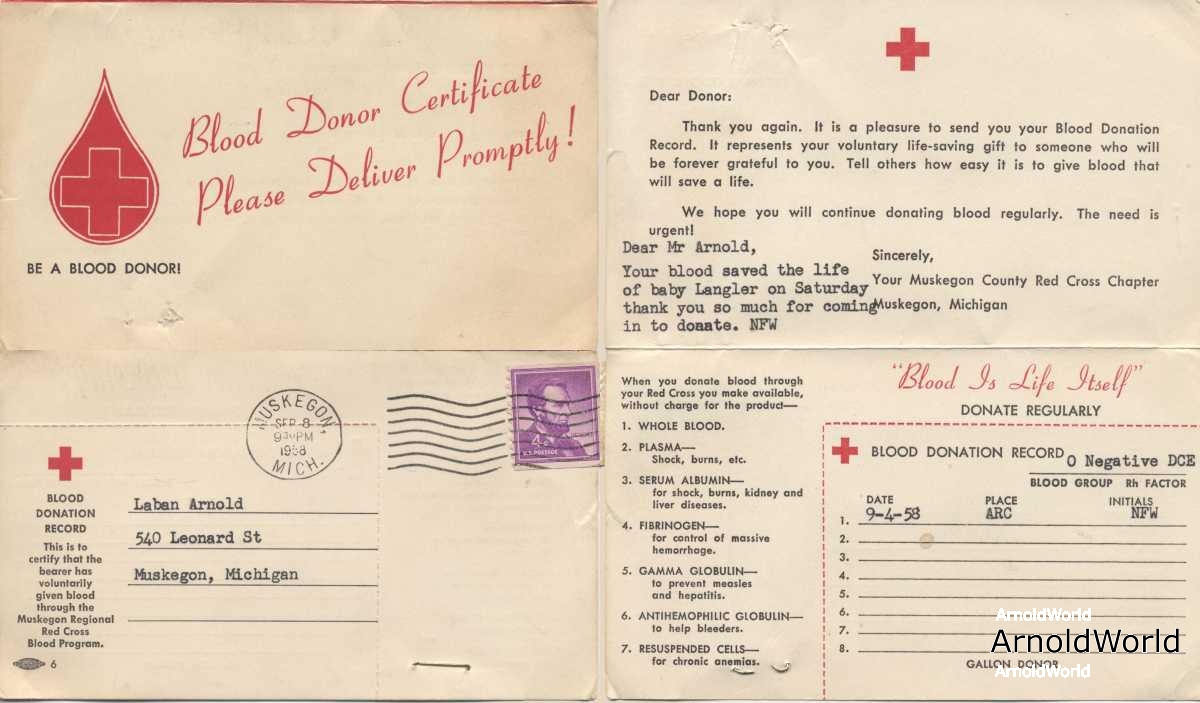 Blood Donor Certificate
Please Deliver Promptly!
BE A BLOOD DONOR!
Dear Donor:
Thank you again. It is a pleasure to send you your Blood Donation
Record. It represents your voluntary life-saving gift to someone who will
be forever grateful to you. Tell others how easy it is to give blood that
will save a life.
We hope you will continue donating blood regularly. The need is
urgent!
Dear Mr Arnold,
Your blood saved the life
of baby Langler on Saturday
thank you so much for coming
in to donate. NFW
Sincerely,
Your Muskegon County Red Cross Chapter
Muskegon, Michigan
MUSKEGON,
SEP 8
PM
1958
MICH.
4c
U.S. POSTAGE
BLOOD
DONATION
RECORD
This is to
certify that the
bearer has
voluntarily
given blood
through the
Muskegon Regional
Red Cross
Blood Program.
6
Laban Arnold
540 Leonard St
Muskegon, Michigan
When you donate blood through
your Red Cross you make available,
without charge for the product—
1. WHOLE BLOOD.
2. PLASMA—
Shock, burns, etc.
3. SERUM ALBUMIN—
for shock, burns, kidney and
liver diseases.
4. FIBRINOGEN—
for control of massive
hemorrhage.
5. GAMMA GLOBULIN—
to prevent measles
and hepatitis.
6. ANTIHEMOPHILIC GLOBULIN—
to help bleeders.
7. RESUSPENDED CELLS—
for chronic anemias.
"Blood Is Life Itself"
DONATE REGULARLY
BLOOD DONATION RECORD O Negative DCE
BLOOD GROUP Rh FACTOR
DATE PLACE INITIALS
1. 9-4-58 ARC NFW
2.
3.
4.
5.
6.
7.
8.
GALLON DONOR
ArnoldWorld
ArnoldWorld
ArnoldWorld